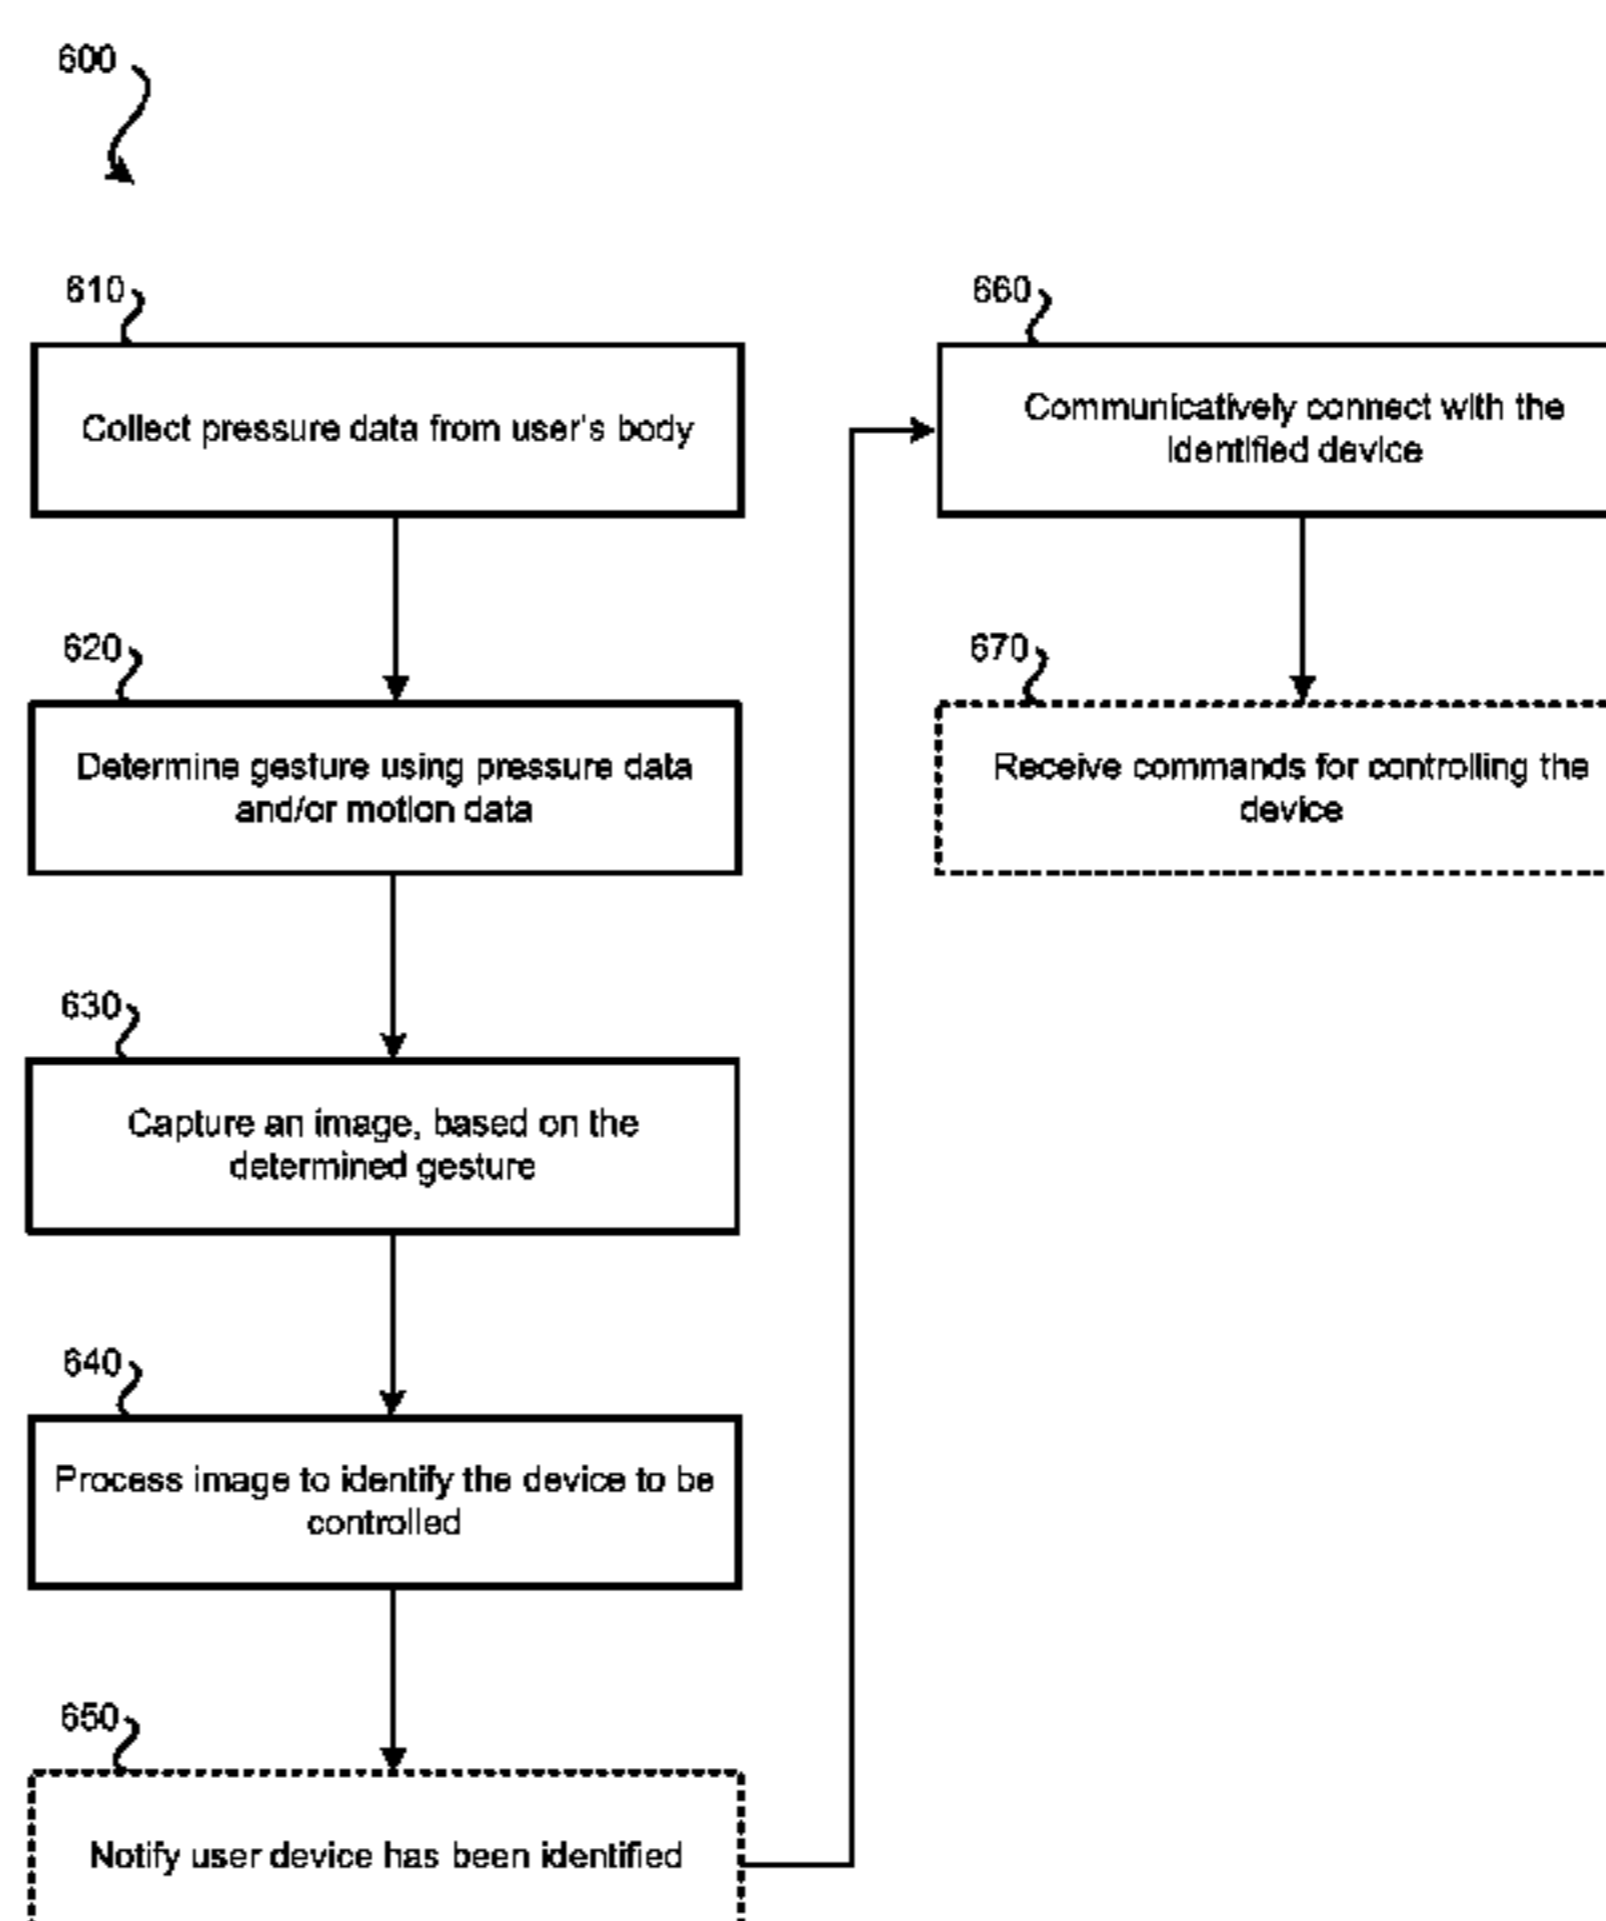 600
610
Collect pressure data from user's body
620
Determine gesture using pressure data
and/or motion data
630
Capture an image, based on the
determined gesture
640
Process image to identify the device to be
controlled
650
Notify user device has been identified
660
Communicatively connect with the
identified device
670
Receive commands for controlling the
device